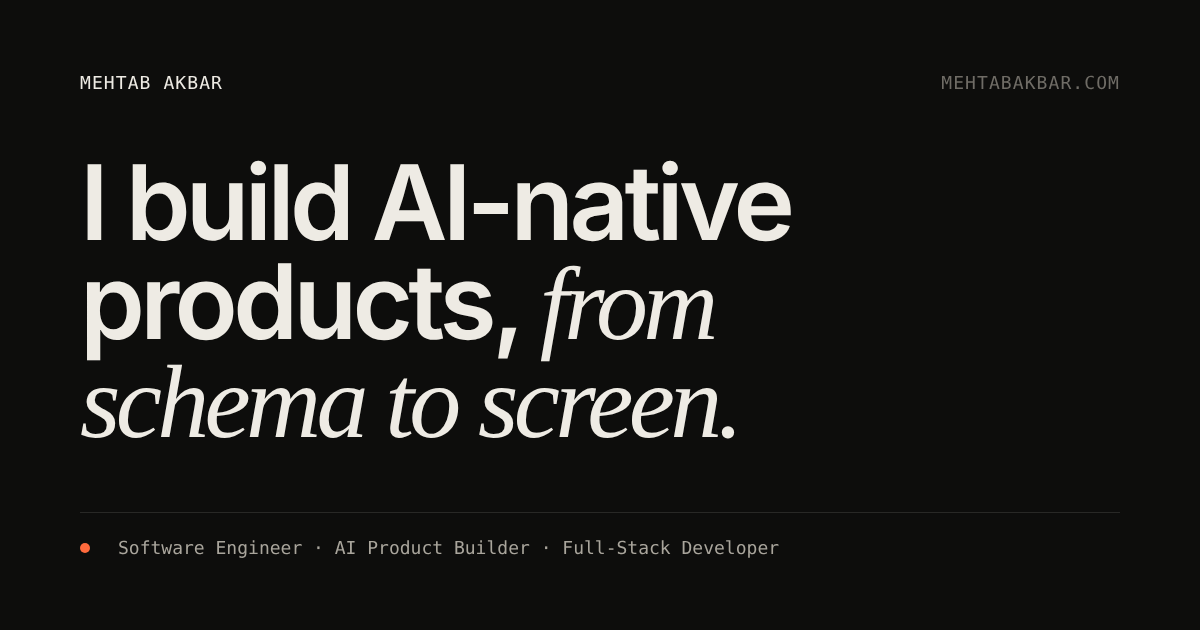 MEHTAB AKBAR
MEHTABAKBAR.COM
I build AI-native
products, from
schema to screen.
Software Engineer · AI Product Builder · Full-Stack Developer